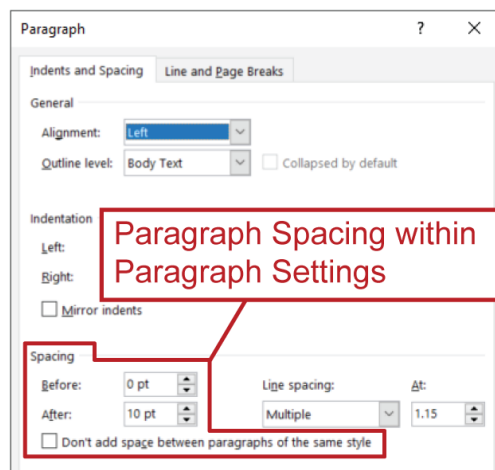 Paragraph ? ×
Indents and Spacing Line and Page Breaks
General
Alignment: Left
Outline level: Body Text Collapsed by default
Indentation
Left:
Right:
Paragraph Spacing within
Paragraph Settings
Mirror indents
Spacing
Before: 0 pt Line spacing: At:
After: 10 pt Multiple 1.15
Don't add space between paragraphs of the same style